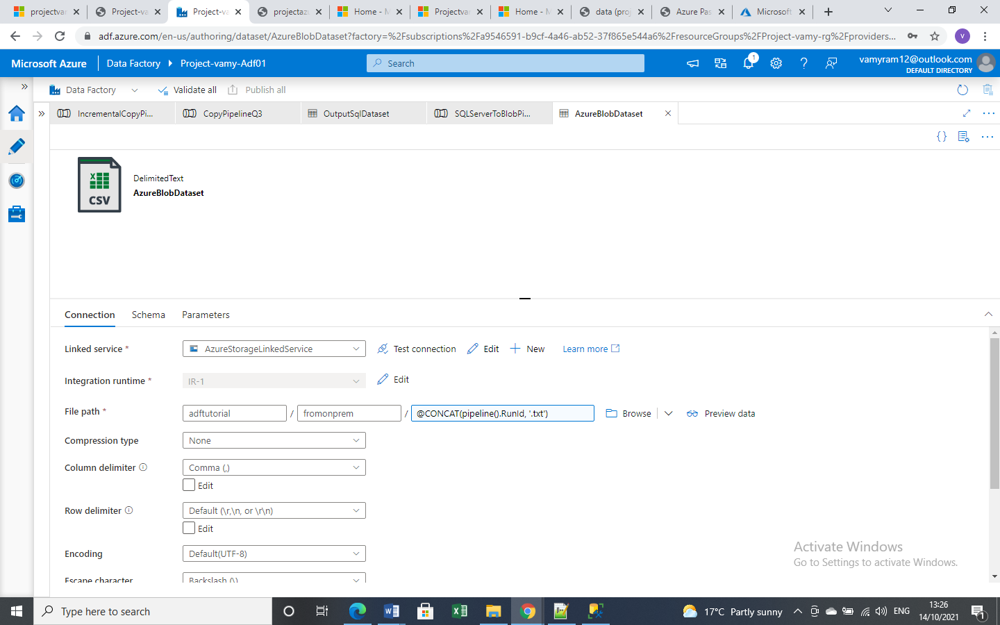 projectvar
Project-va
Project-va
projectaz
Home - M
Projectvar
Home - M
data (proj
Azure Pas
Microsoft
adf.azure.com/en-us/authoring/dataset/AzureBlobDataset?factory=%2Fsubscriptions%2Fa9546591-b9cf-4a46-ab52-37f865e544a6%2FresourceGroups%2FProject-vamy-rg%2Fproviders...
V
Microsoft Azure
Data Factory
Project-vamy-Adf01
Search
1
vamyram12@outlook.com
DEFAULT DIRECTORY
Data Factory
Validate all
Publish all
IncrementalCopyPi...
CopyPipelineQ3
OutputSqlDataset
SQLServerToBlobPi...
AzureBlobDataset
{}
CSV
DelimitedText
AzureBlobDataset
Connection
Schema
Parameters
Linked service *
AzureStorageLinkedService
Test connection
Edit
New
Learn more
Integration runtime *
IR-1
Edit
File path *
adftutorial / fromonprem / @CONCAT(pipeline().RunId, '.txt')
Browse
Preview data
Compression type
None
Column delimiter
Comma (,)
Edit
Row delimiter
Default (\r,\n, or \r\n)
Edit
Encoding
Default(UTF-8)
Escape character
Backslash (\)
Activate Windows
Go to Settings to activate Windows.
Type here to search
17°C Partly sunny
ENG
13:26
14/10/2021
1